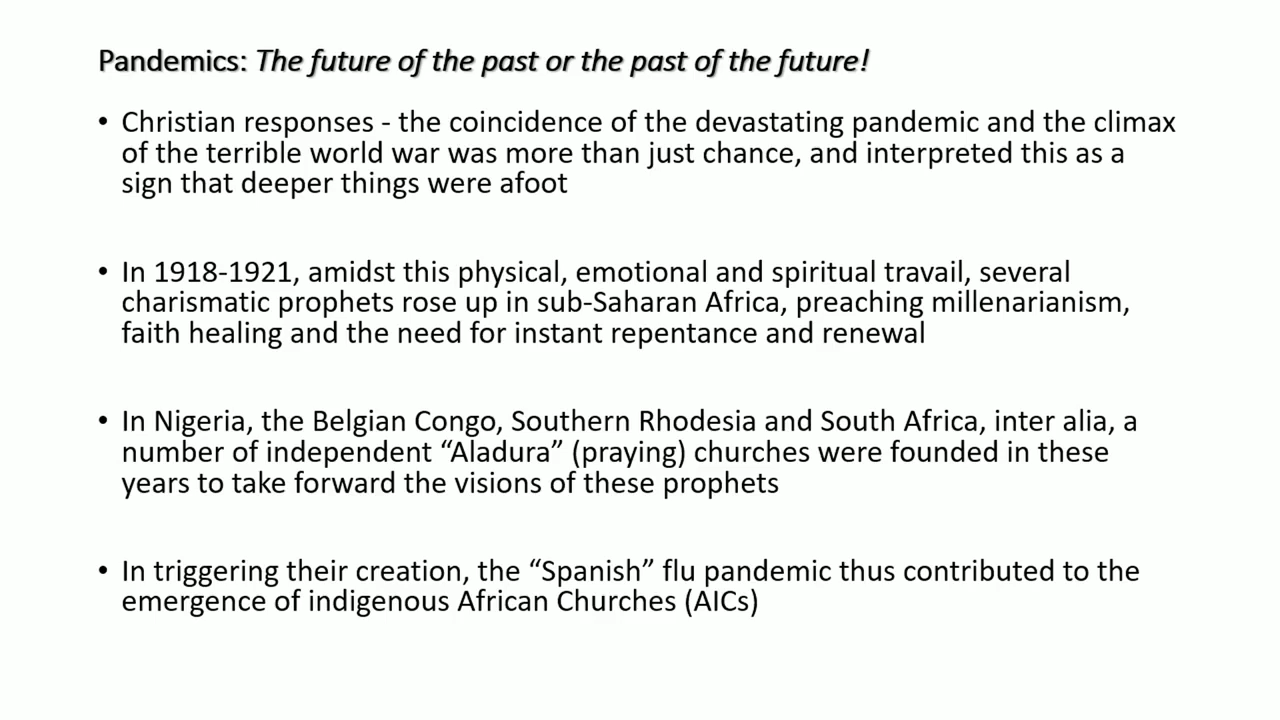 Pandemics: The future of the past or the past of the future!
• Christian responses - the coincidence of the devastating pandemic and the climax
of the terrible world war was more than just chance, and interpreted this as a
sign that deeper things were afoot
• In 1918-1921, amidst this physical, emotional and spiritual travail, several
charismatic prophets rose up in sub-Saharan Africa, preaching millenarianism,
faith healing and the need for instant repentance and renewal
• In Nigeria, the Belgian Congo, Southern Rhodesia and South Africa, inter alia, a
number of independent “Aladura” (praying) churches were founded in these
years to take forward the visions of these prophets
• In triggering their creation, the “Spanish” flu pandemic thus contributed to the
emergence of indigenous African Churches (AICs)